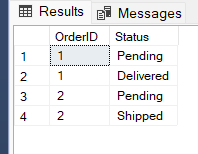 Results Messages
OrderID Status
1 1 Pending
2 1 Delivered
3 2 Pending
4 2 Shipped